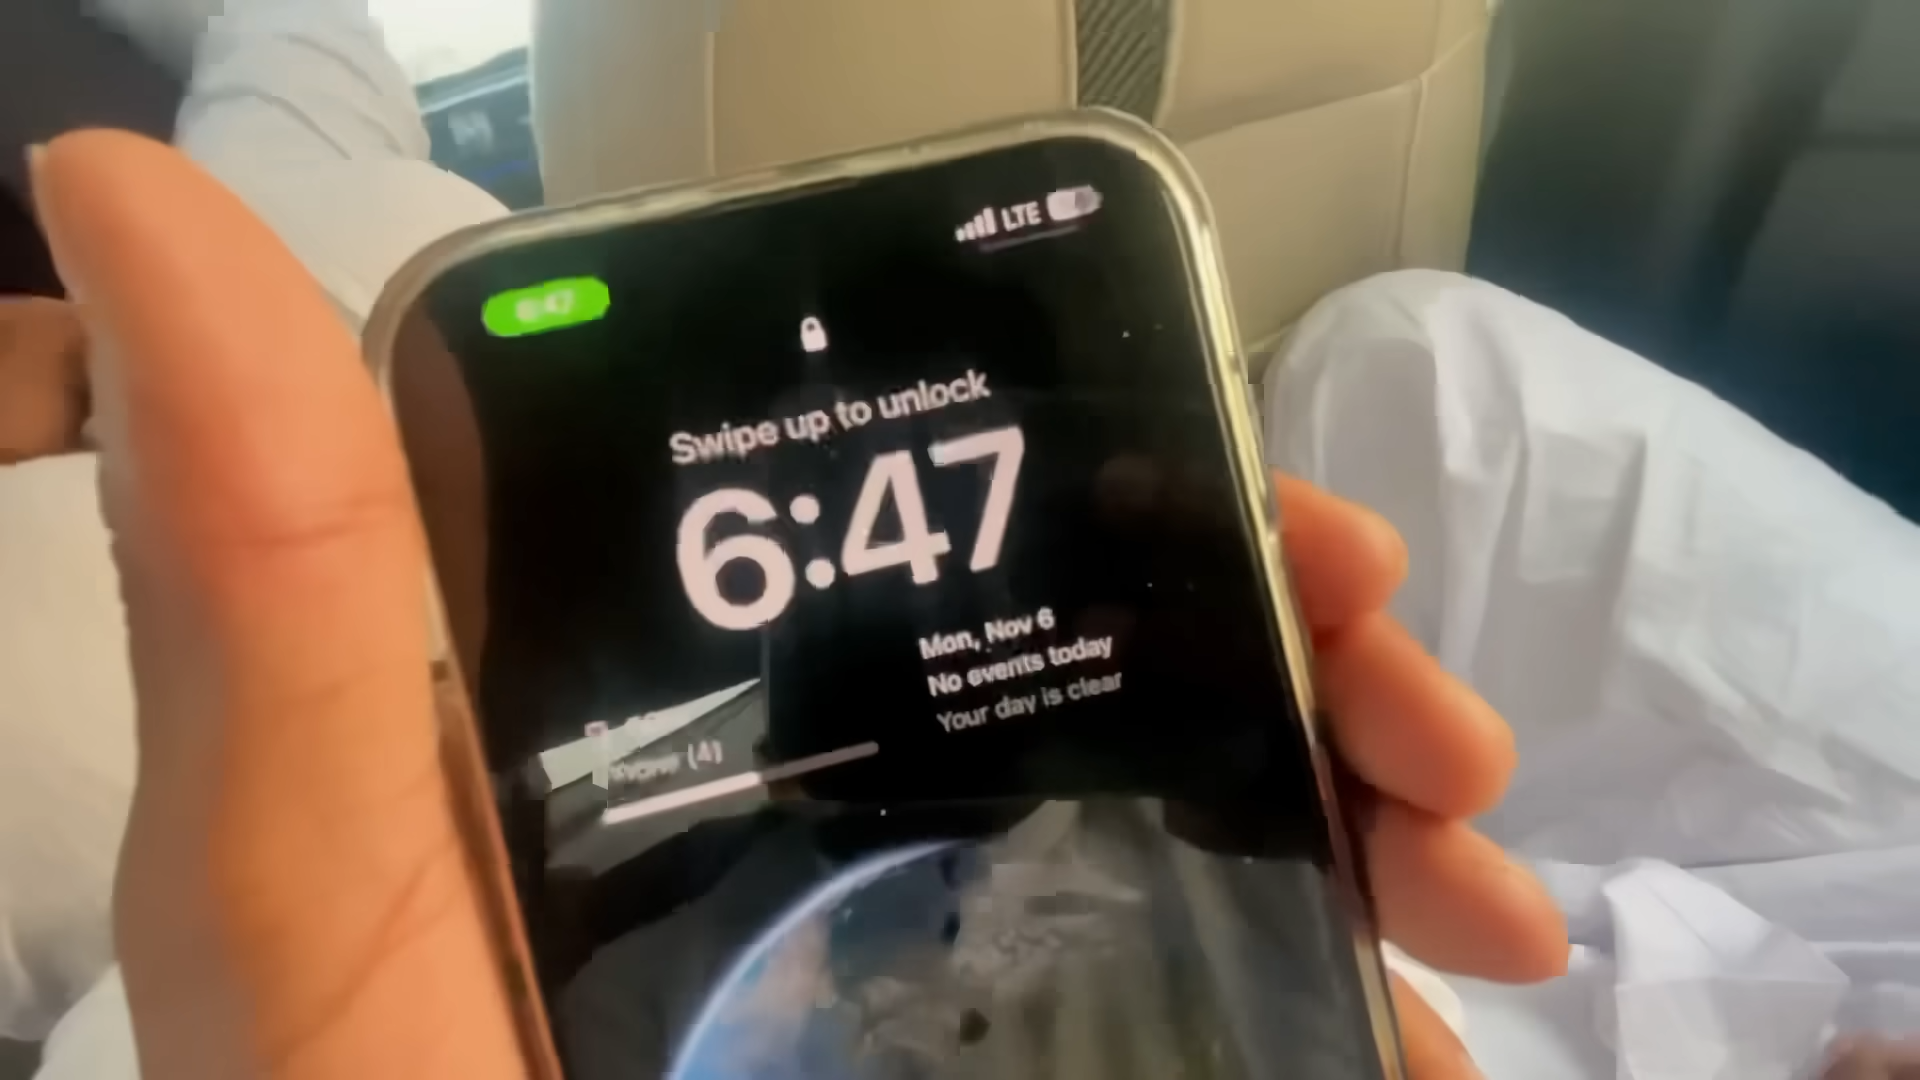 LTE
6:47
Swipe up to unlock
6:47
Mon, Nov 6
No events today
Your day is clear
(4)